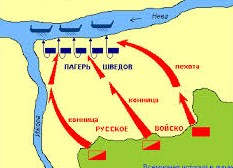 Нева
ЛАГЕРЬ ШВЕДОВ
пехота
конница
конница
Ижора
РУССКОЕ ВОЙСКО